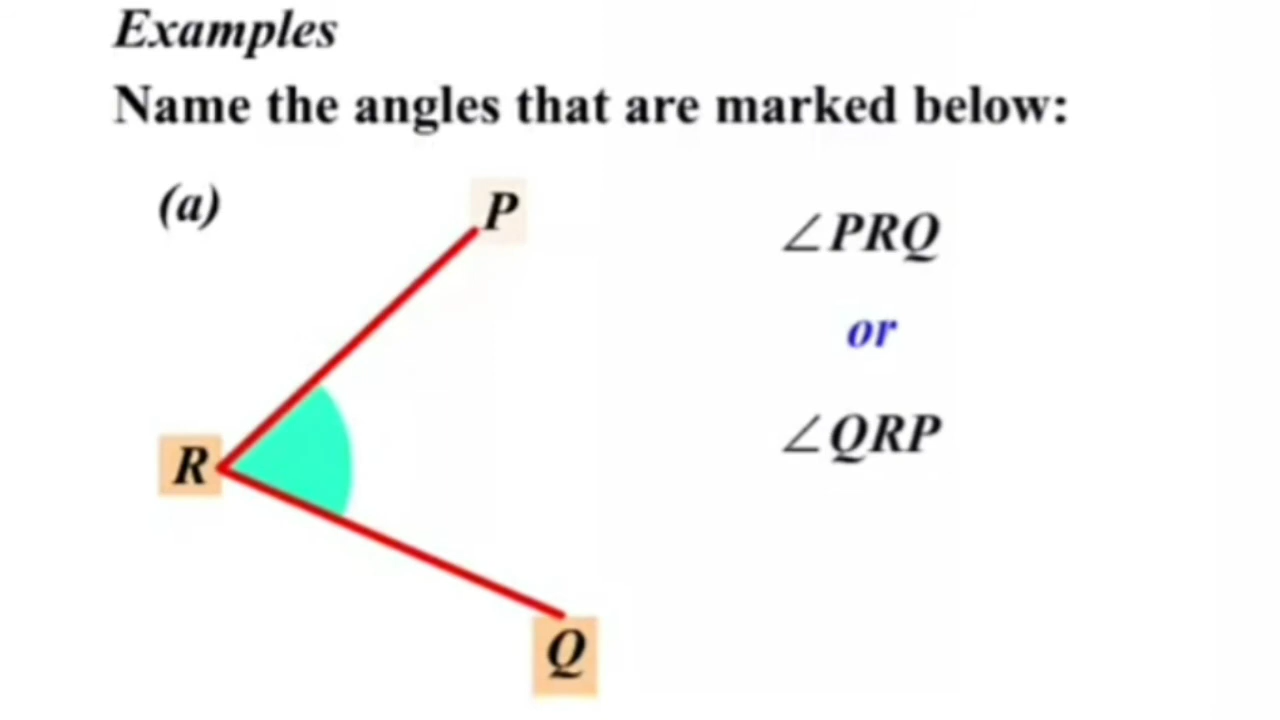 Examples
Name the angles that are marked below:
(a)
P
∠PRQ
or
∠QRP
R
Q